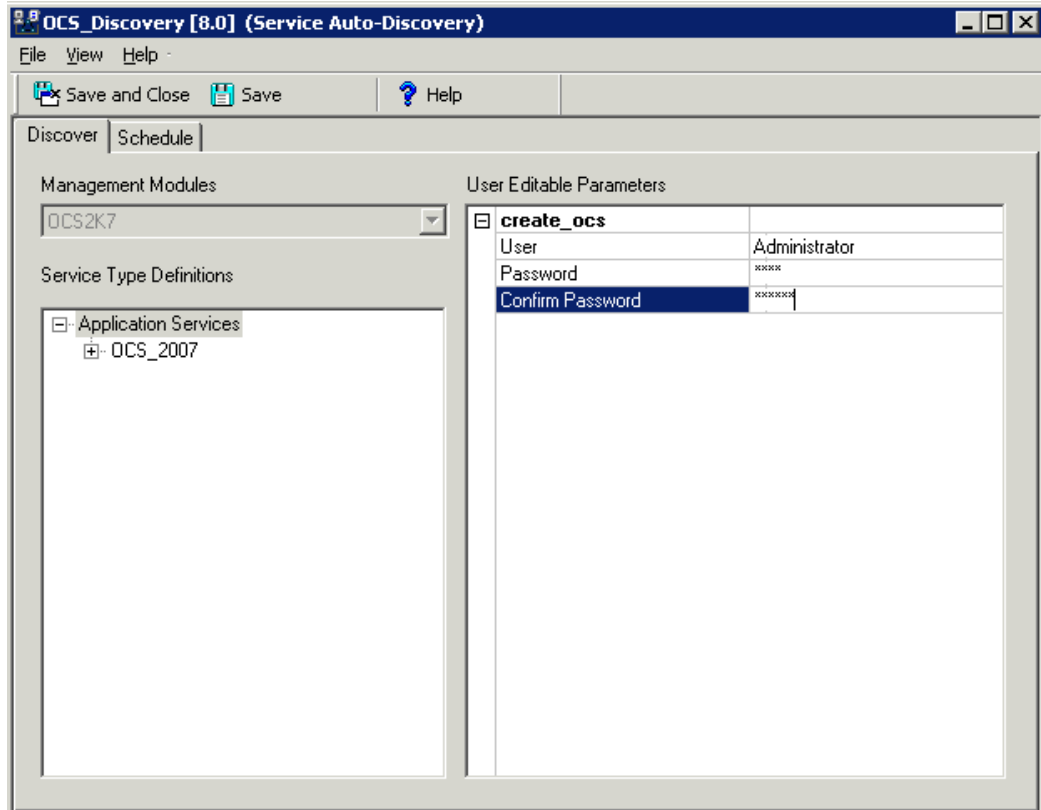 OCS_Discovery [8.0] (Service Auto-Discovery)
File View Help
Save and Close Save Help
Discover Schedule
Management Modules
OCS2K7
Service Type Definitions
Application Services
OCS_2007
User Editable Parameters
create_ocs
User Administrator
Password ****
Confirm Password ******